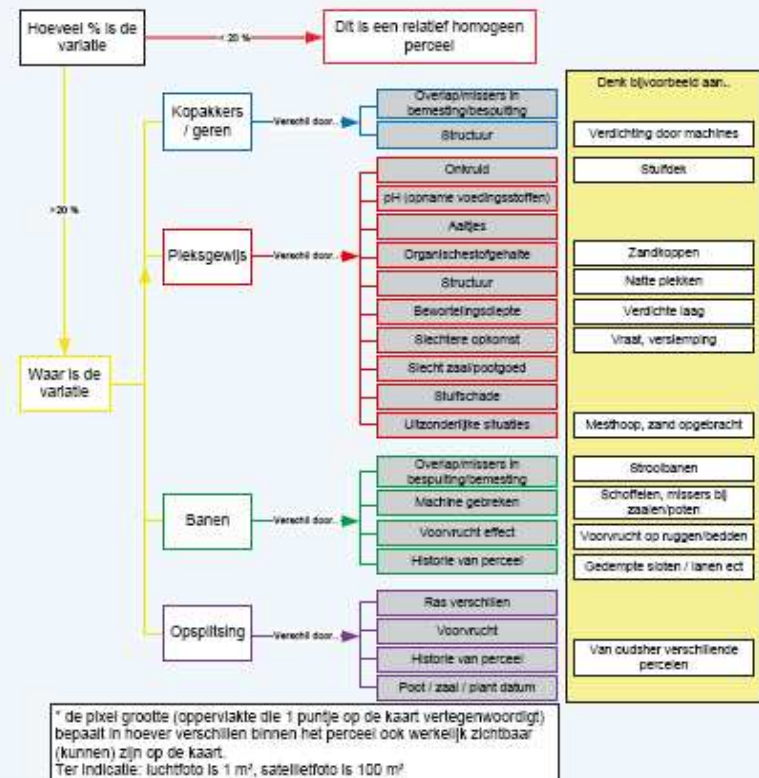 Hoeveel % is de
variatie
< 20 %
Dit is een relatief homogeen
perceel
>20 %
Waar is de
variatie
Kopakkers
/ geren
Verschil door..
Overlap/missers in
bemesting/bespuiting
Structuur
Pleksgewijs
Verschil door..
Onkruid
pH (opname voedingsstoffen)
Aaltjes
Organischestofgehalte
Structuur
Bewortelingsdiepte
Slechtere opkomst
Slecht zaai/pootgoed
Stuifschade
Uitzonderlijke situaties
Banen
Verschil door..
Overlap/missers in
bespuiting/bemesting
Machine gebreken
Voorvrucht effect
Historie van perceel
Opsplitsing
Verschil door..
Ras verschillen
Voorvrucht
Historie van perceel
Poot / zaai / plant datum
Denk bijvoorbeeld aan..
Verdichting door machines
Stuifdek
Zandkoppen
Natte plekken
Verdichte laag
Vraat, verslemping
Mesthoop, zand opgebracht
Strooibanen
Schoffelen, missers bij
zaaien/poten
Voorvrucht op ruggen/bedden
Gedempte sloten / lanen ect
Van oudsher verschillende
percelen
* de pixel grootte (oppervlakte die 1 puntje op de kaart vertegenwoordigt)
bepaalt in hoever verschillen binnen het perceel ook werkelijk zichtbaar
(kunnen) zijn op de kaart.
Ter indicatie: luchtfoto is 1 m², satellietfoto is 100 m²